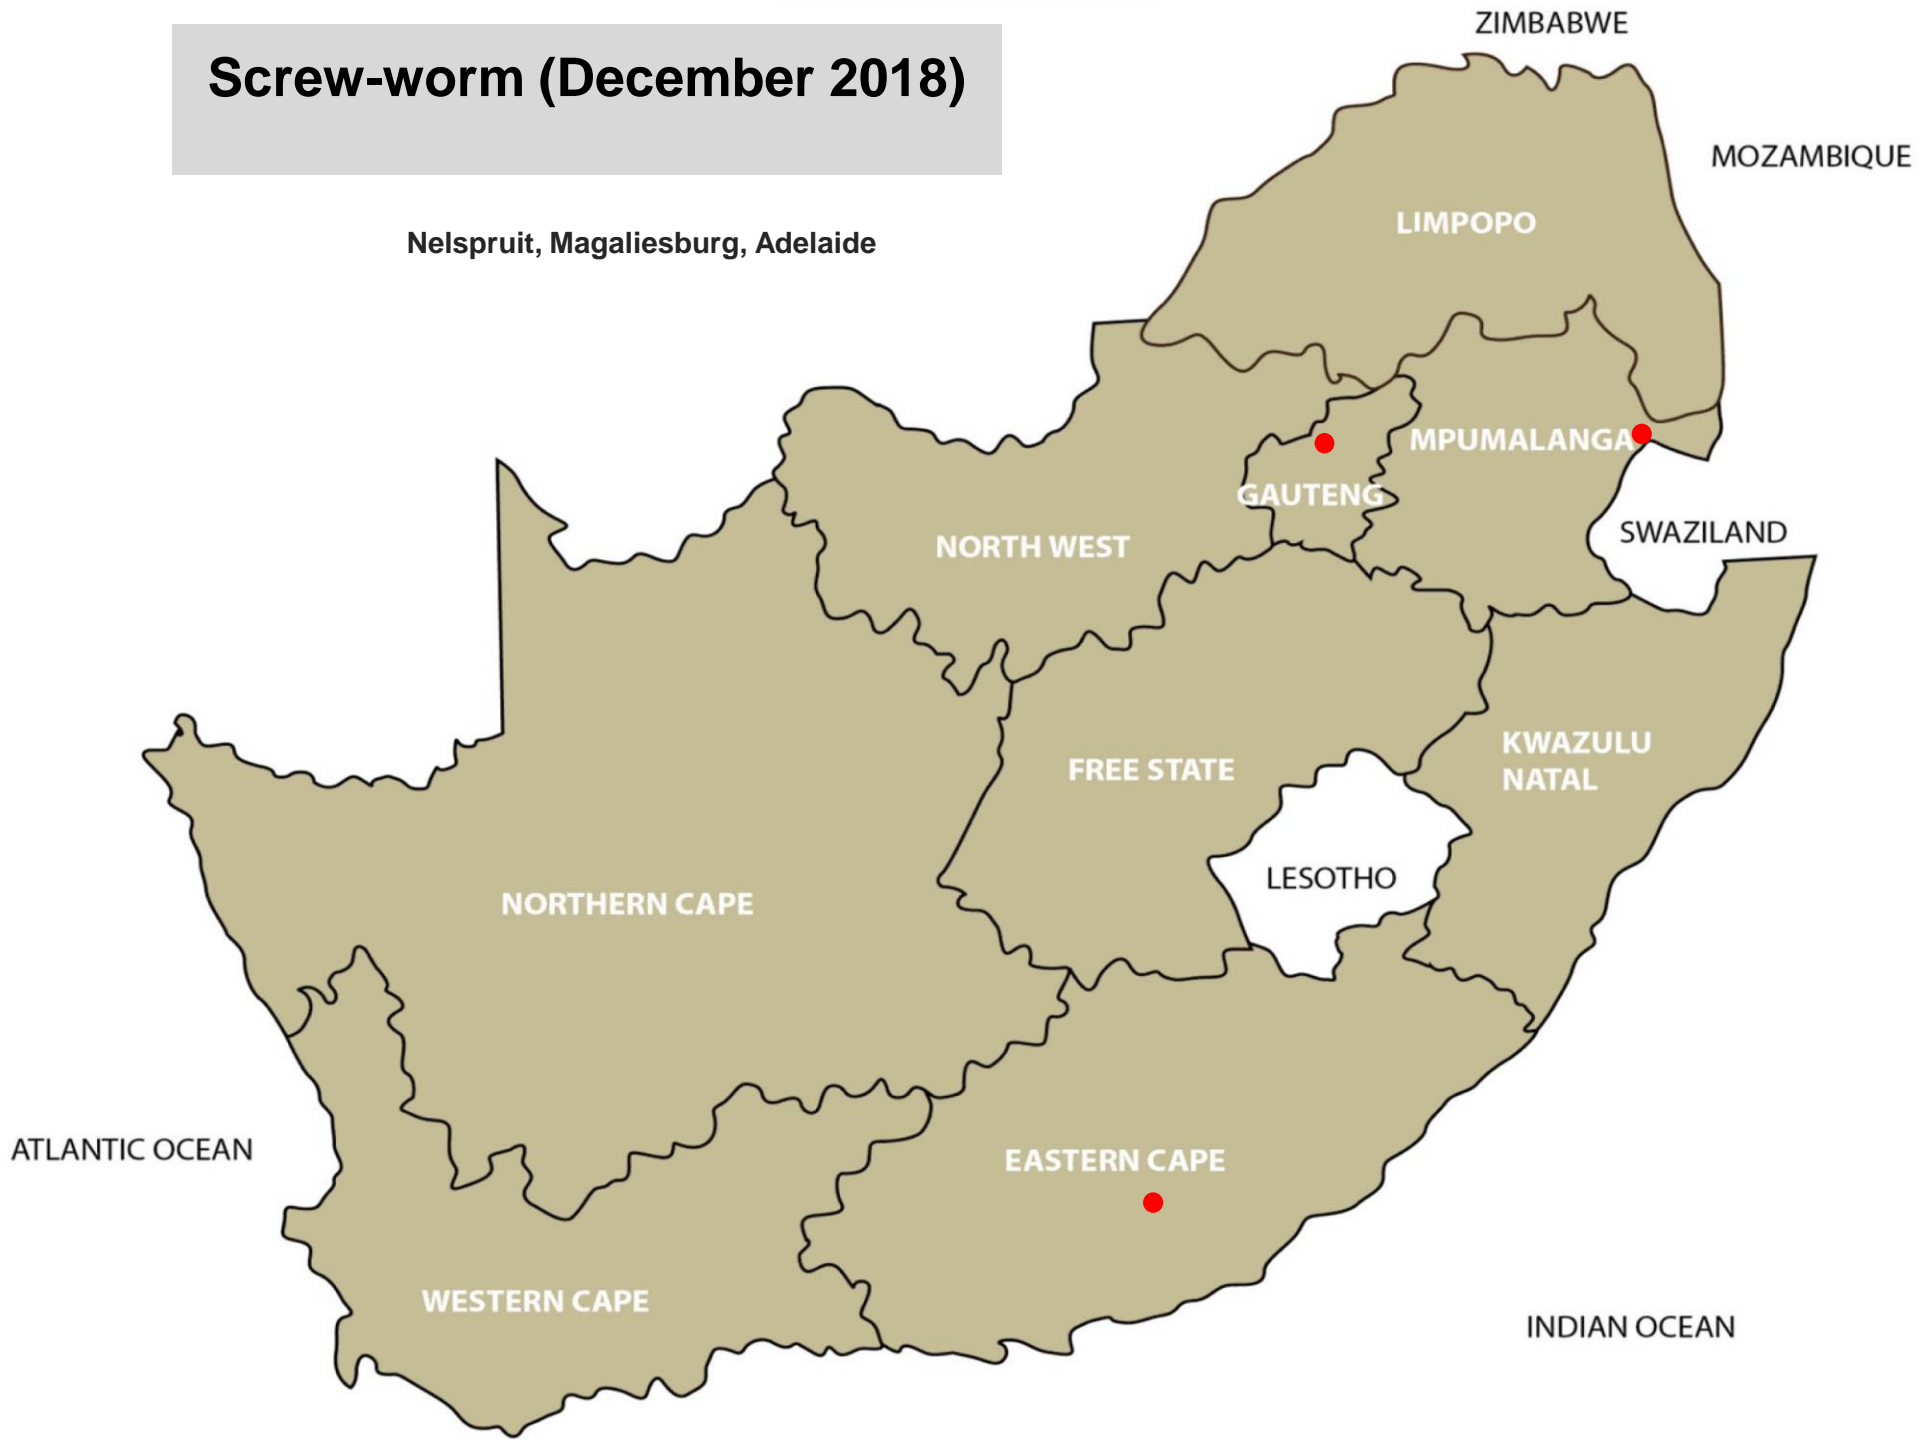 Screw-worm (December 2018)
Nelspruit, Magaliesburg, Adelaide
ZIMBABWE
MOZAMBIQUE
LIMPOPO
MPUMALANGA
GAUTENG
SWAZILAND
NORTH WEST
KWAZULU
NATAL
FREE STATE
LESOTHO
NORTHERN CAPE
ATLANTIC OCEAN
EASTERN CAPE
WESTERN CAPE
INDIAN OCEAN